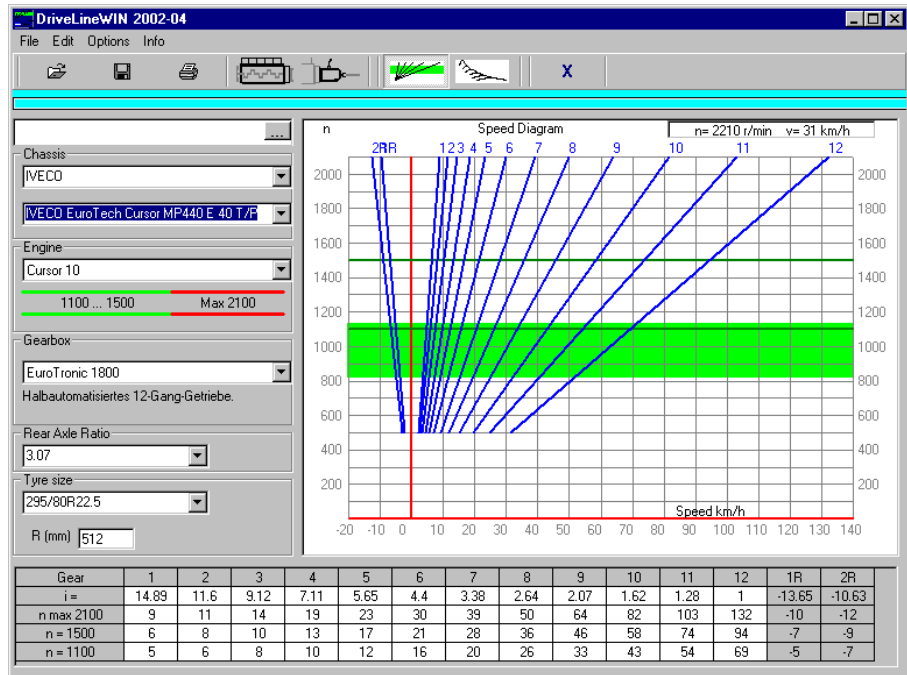 DriveLineWIN 2002-04
File Edit Options Info
X
...
Chassis
IVECO
IVECO EuroTech Cursor MP440 E 40 T/P
Engine
Cursor 10
1100 ... 1500 Max 2100
Gearbox
EuroTronic 1800
Halbautomatisiertes 12-Gang-Getriebe.
Rear Axle Ratio
3.07
Tyre size
295/80R22.5
R (mm) 512
n Speed Diagram n= 2210 r/min v= 31 km/h
2R 1R 1 2 3 4 5 6 7 8 9 10 11 12
2000 2000
1800 1800
1600 1600
1400 1400
1200 1200
1000 1000
800 800
600 600
400 400
200 200
Speed km/h
-20 -10 0 10 20 30 40 50 60 70 80 90 100 110 120 130 140
Gear 1 2 3 4 5 6 7 8 9 10 11 12 1R 2R
i = 14.89 11.6 9.12 7.11 5.65 4.4 3.38 2.64 2.07 1.62 1.28 1 -13.65 -10.63
n max 2100 9 11 14 19 23 30 39 50 64 82 103 132 -10 -12
n = 1500 6 8 10 13 17 21 28 36 46 58 74 94 -7 -9
n = 1100 5 6 8 10 12 16 20 26 33 43 54 69 -5 -7